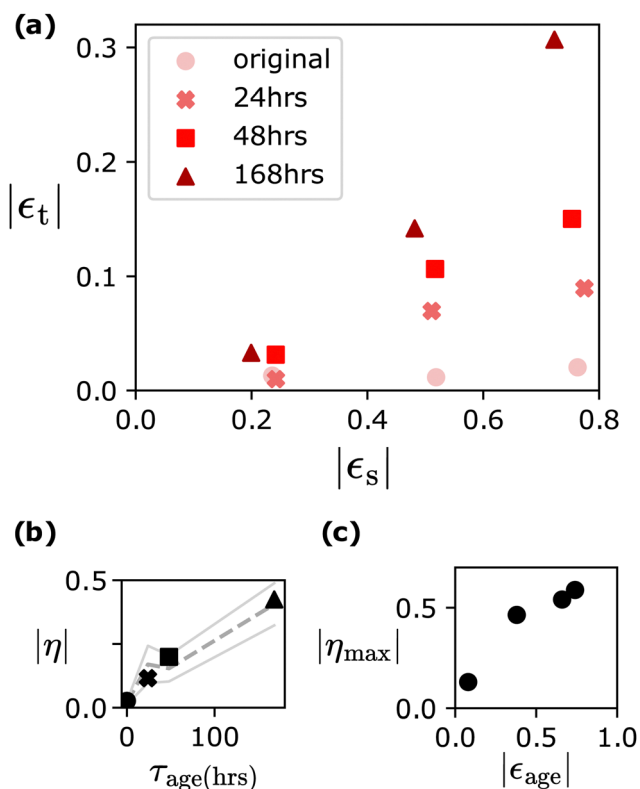 (a)
0.3
original
24hrs
48hrs
168hrs
0.2
|ϵt|
0.1
0.0
0.0 0.2 0.4 0.6 0.8
|ϵs|
(b) (c)
0.5
|η|
0.0
0 100
τage(hrs)
0.5
|ηmax|
0.0
0.0 0.5 1.0
|ϵage|